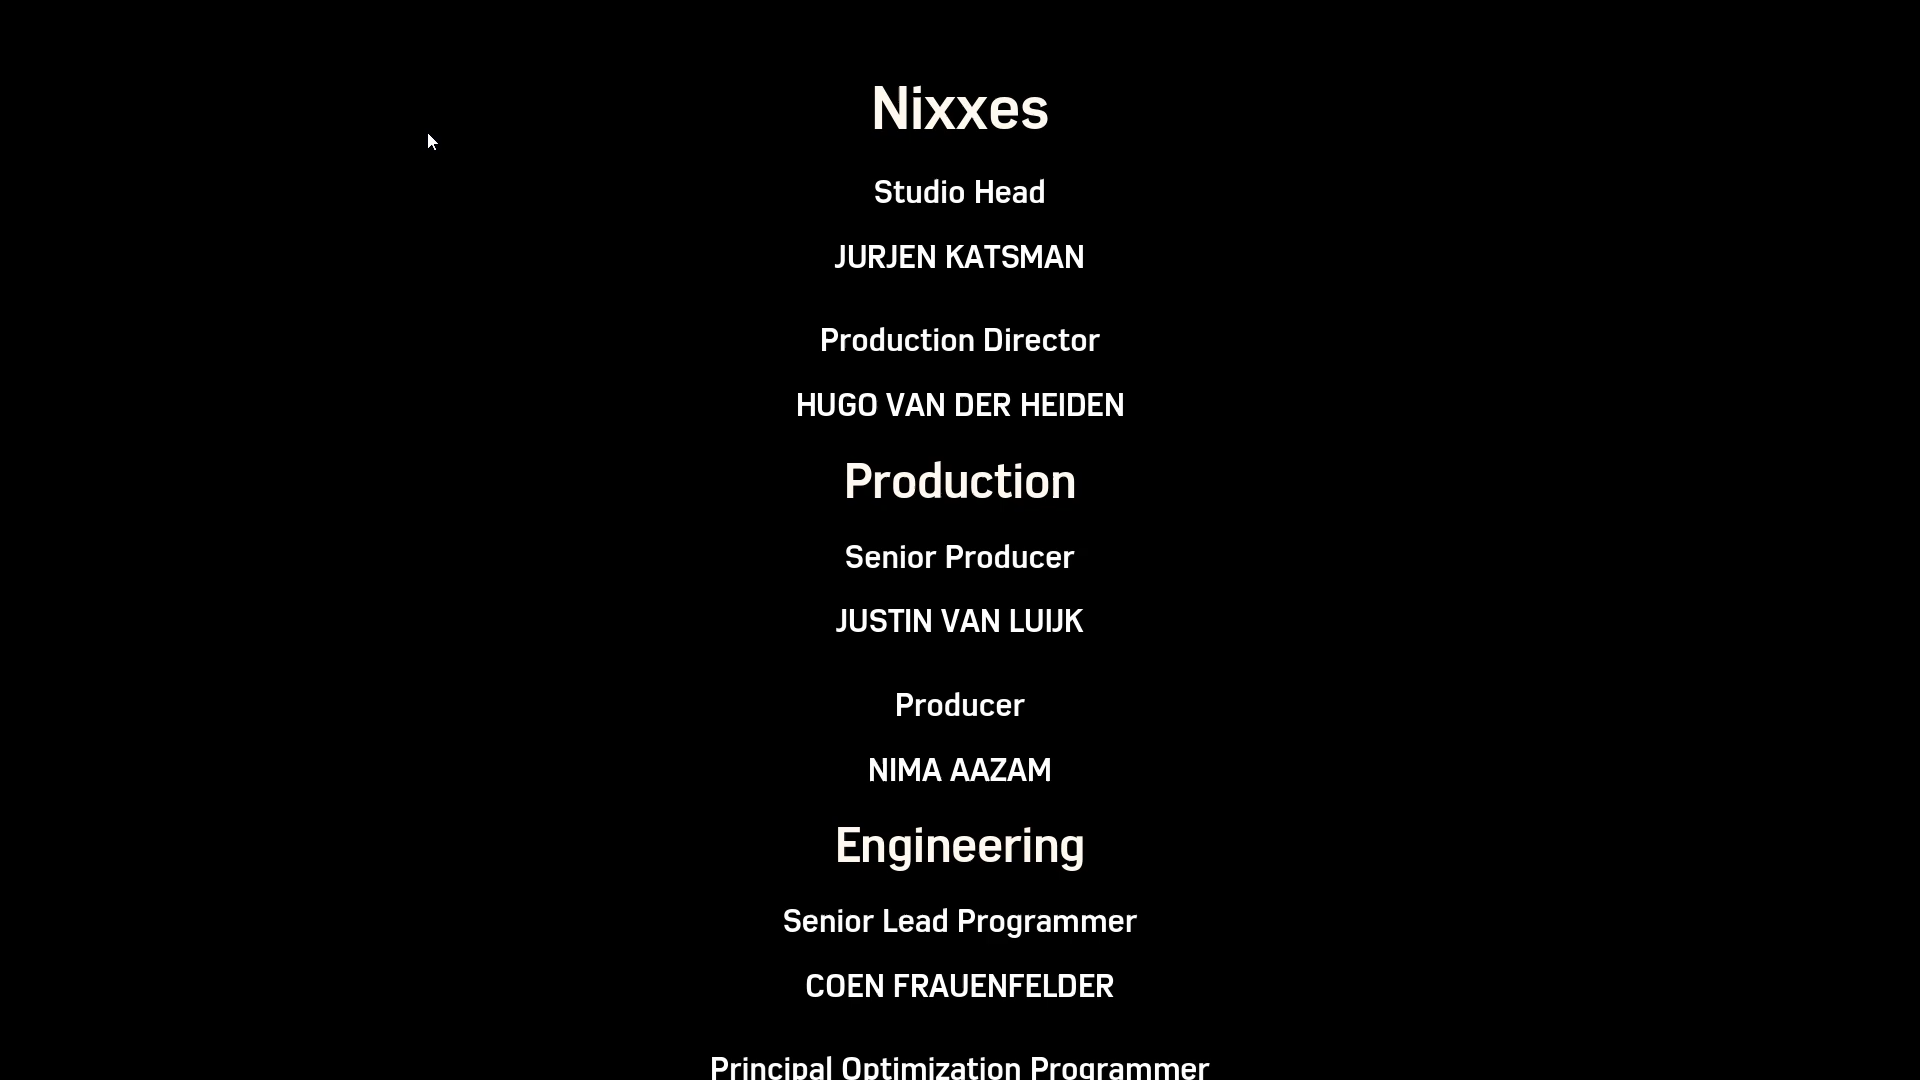 Nixxes
Studio Head
JURJEN KATSMAN
Production Director
HUGO VAN DER HEIDEN
Production
Senior Producer
JUSTIN VAN LUIJK
Producer
NIMA AAZAM
Engineering
Senior Lead Programmer
COEN FRAUENFELDER
Principal Optimization Programmer